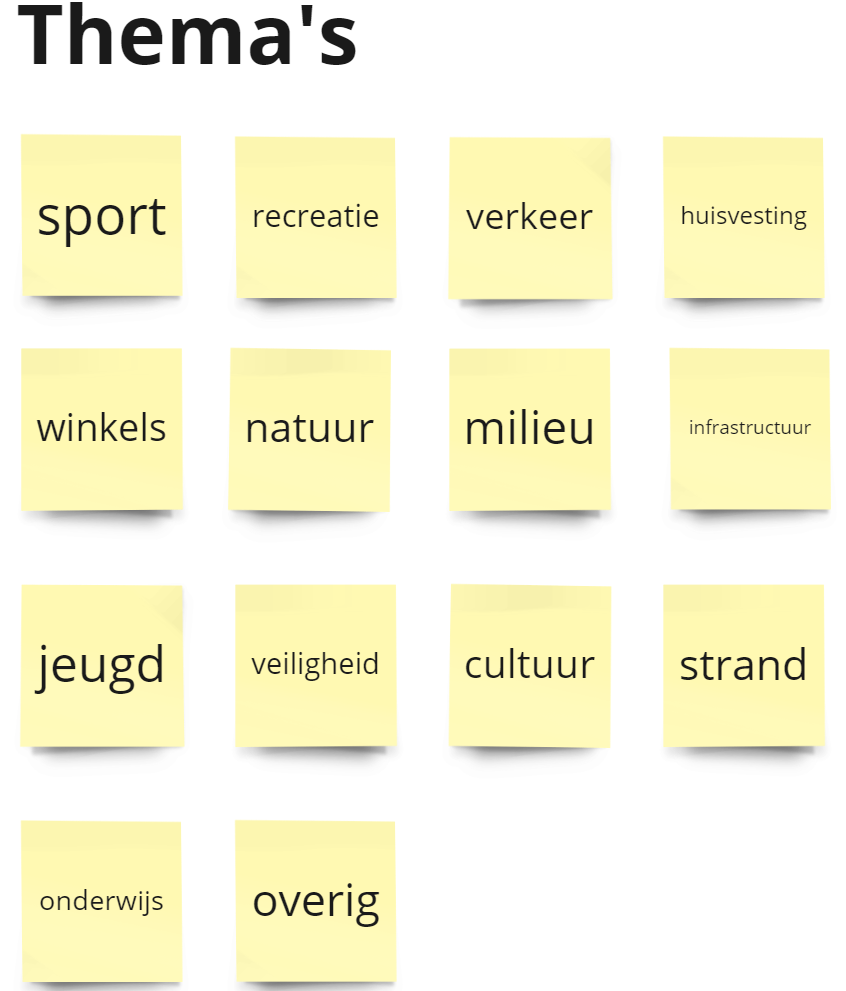 Thema's
sport
recreatie
verkeer
huisvesting
winkels
natuur
milieu
infrastructuur
jeugd
veiligheid
cultuur
strand
onderwijs
overig